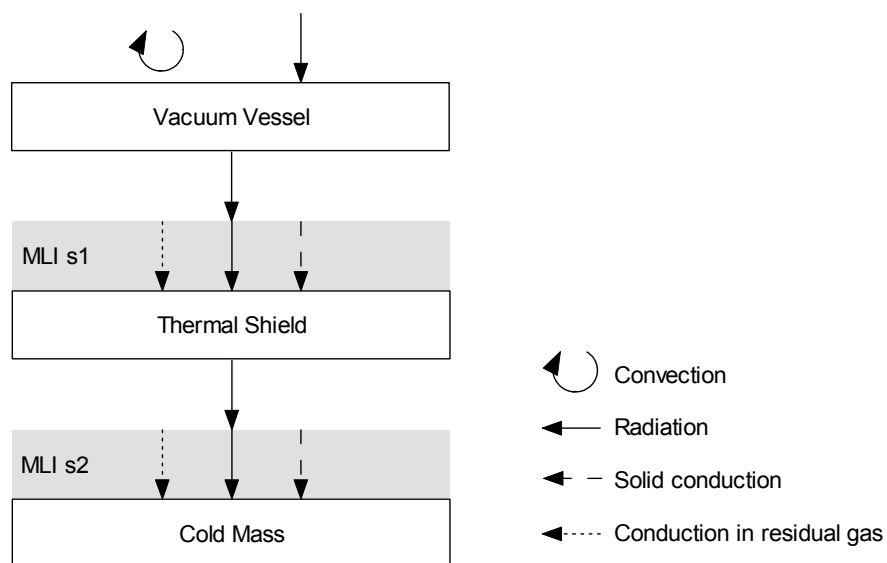 Vacuum Vessel
MLI s1
Thermal Shield
Convection
Radiation
MLI s2
Solid conduction
Cold Mass
Conduction in residual gas